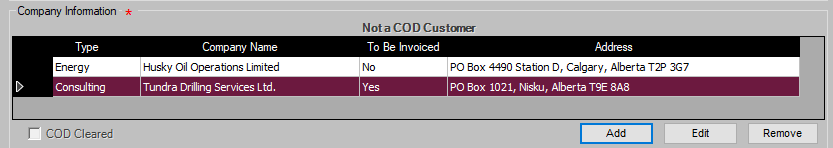 Company Information *
Not a COD Customer
Type Company Name To Be Invoiced Address
Energy Husky Oil Operations Limited No PO Box 4490 Station D, Calgary, Alberta T2P 3G7
Consulting Tundra Drilling Services Ltd. Yes PO Box 1021, Nisku, Alberta T9E 8A8
COD Cleared Add Edit Remove